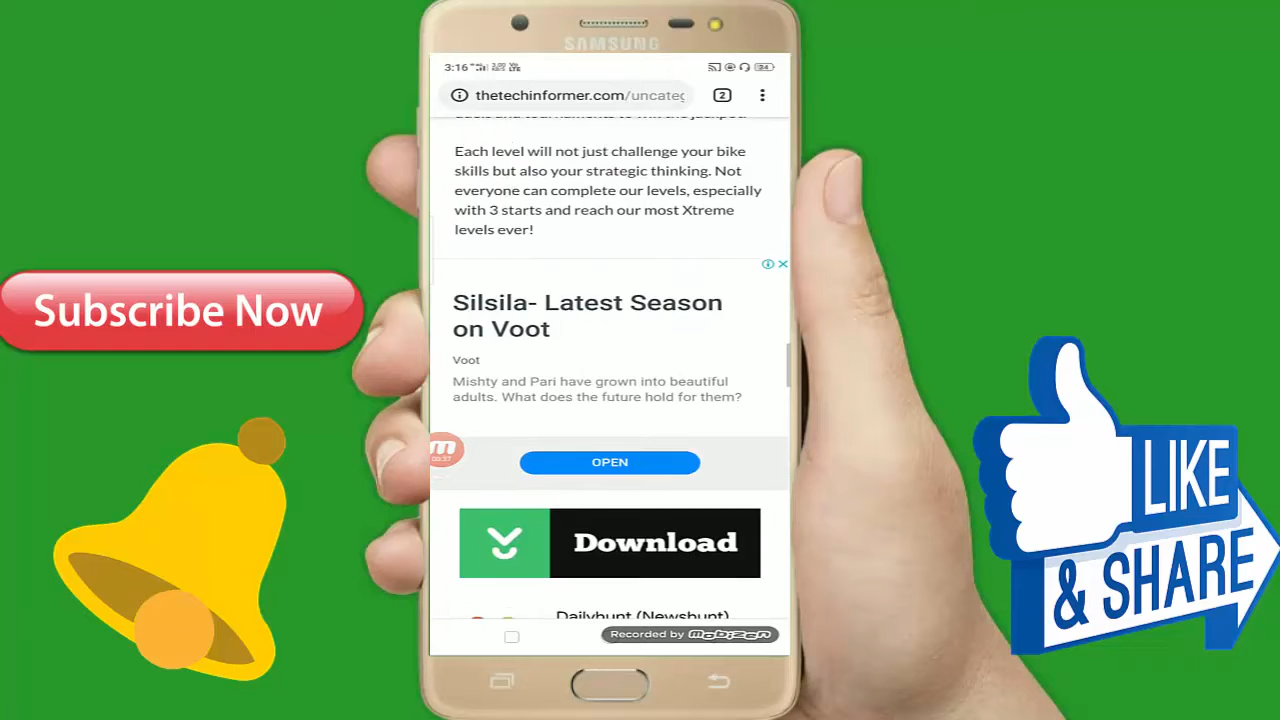 SAMSUNG
3:16
thetechinformer.com/uncateg
2
Each level will not just challenge your bike
skills but also your strategic thinking. Not
everyone can complete our levels, especially
with 3 starts and reach our most Xtreme
levels ever!
Silsila- Latest Season
on Voot
Voot
Mishty and Pari have grown into beautiful
adults. What does the future hold for them?
OPEN
Download
Dailyhunt (Newshunt)
Recorded by mobizen
Subscribe Now
LIKE
& SHARE